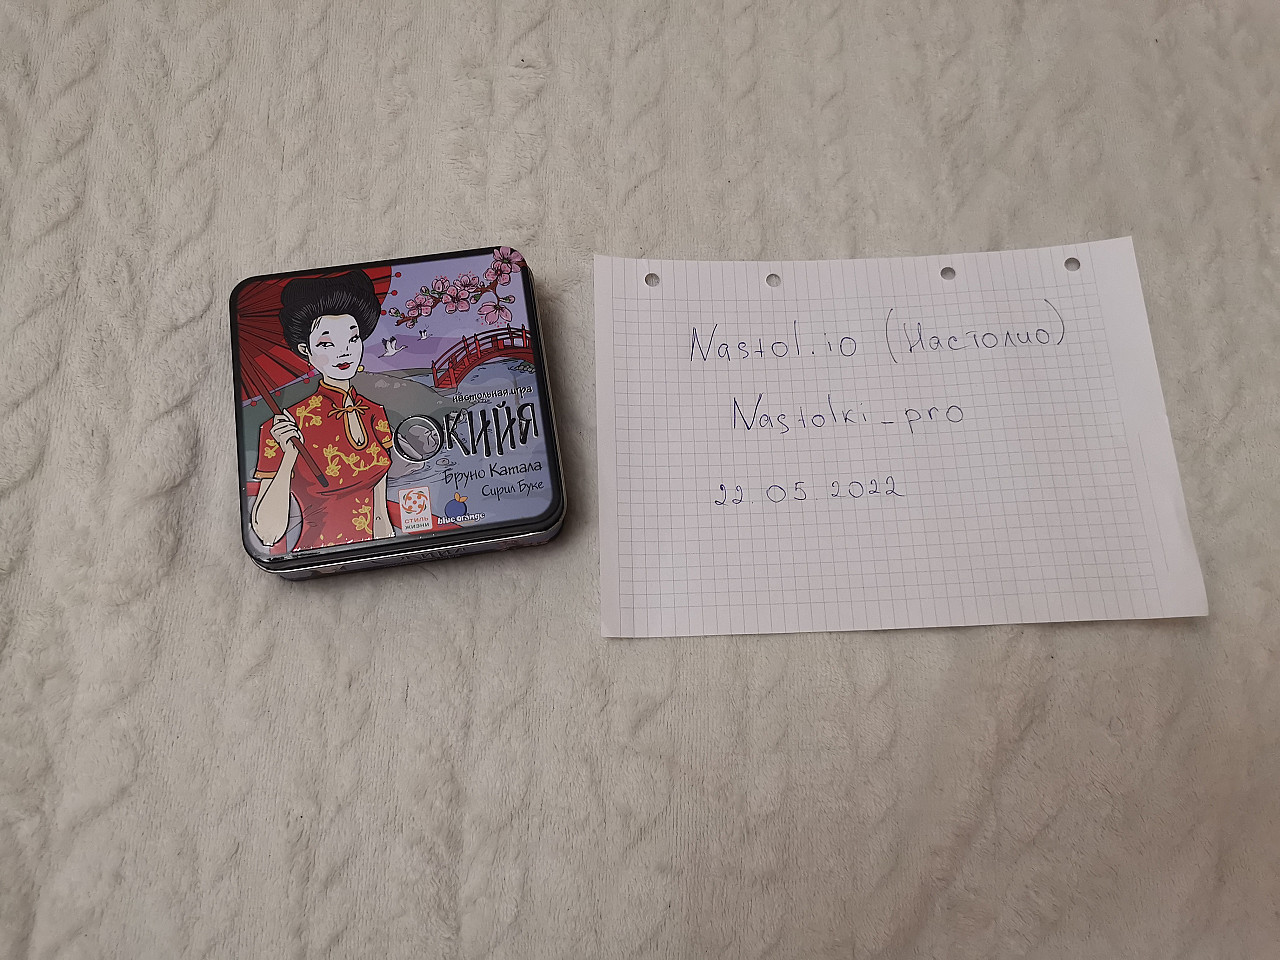 настольная игра
ОКИЙЯ
Бруно Катала
Сирил Буке
СТИЛЬ
ЖИЗНИ
blue orange
Nastol.io (Настолио)
Nastolki_pro
22.05.2022